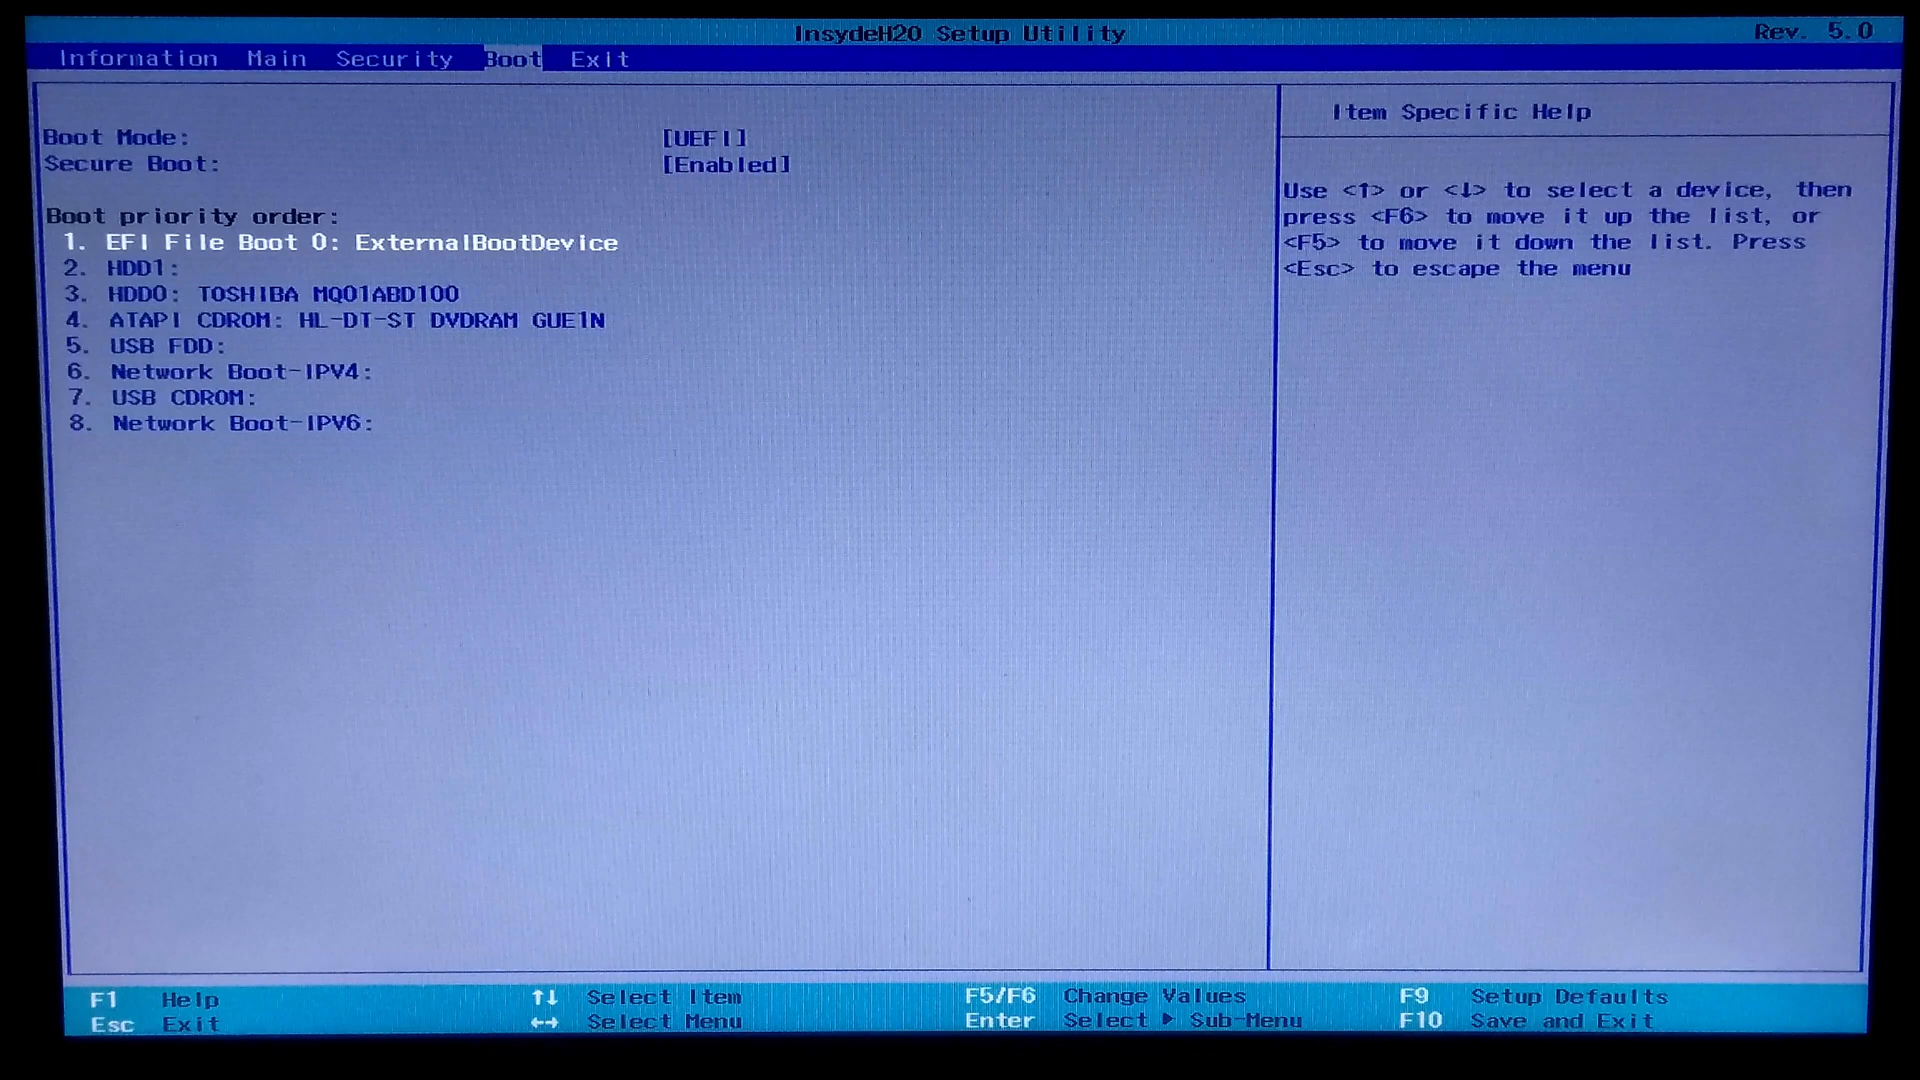 InsydeH20 Setup Utility Rev. 5.0
Information Main Security Boot Exit
Item Specific Help
Boot Mode: [UEFI]
Secure Boot: [Enabled]
Boot priority order:
1. EFI File Boot 0: ExternalBootDevice
2. HDD1:
3. HDD0: TOSHIBA MQ01ABD100
4. ATAPI CDROM: HL-DT-ST DVDRAM GUE1N
5. USB FDD:
6. Network Boot-IPV4:
7. USB CDROM:
8. Network Boot-IPV6:
Use <↑> or <↓> to select a device, then
press <F6> to move it up the list, or
<F5> to move it down the list. Press
<Esc> to escape the menu
F1 Help ↑↓ Select Item F5/F6 Change Values F9 Setup Defaults
Esc Exit ←→ Select Menu Enter Select ▶ Sub-Menu F10 Save and Exit